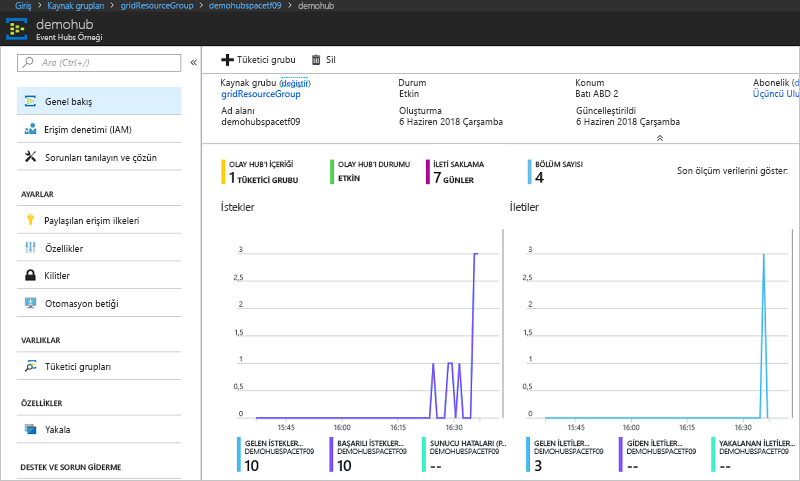 Giriş > Kaynak grupları > gridResourceGroup > demohubspacetf09 > demohub
demohub
Event Hubs Örneği
Ara (Ctrl+/)
«
Genel bakış
Erişim denetimi (IAM)
Sorunları tanılayın ve çözün
AYARLAR
Paylaşılan erişim ilkeleri
Özellikler
Kilitler
Otomasyon betiği
VARLIKLAR
Tüketici grupları
ÖZELLİKLER
Yakala
DESTEK VE SORUN GİDERME
Tüketici grubu Sil
Kaynak grubu (değiştir)
gridResourceGroup
Ad alanı
demohubspacetf09
Durum
Etkin
Oluşturma
6 Haziran 2018 Çarşamba
Konum
Batı ABD 2
Güncelleştirildi
6 Haziran 2018 Çarşamba
Abonelik (d
Üçüncü Ulu
OLAY HUB'I İÇERİĞİ
1 TÜKETİCİ GRUBU
OLAY HUB'I DURUMU
ETKİN
İLETİ SAKLAMA
7 GÜNLER
BÖLÜM SAYISI
4
Son ölçüm verilerini göster:
İstekler
3
2,5
2
1,5
1
0,5
0
15:45 16:00 16:15 16:30
GELEN İSTEKLER...
DEMOHUBSPACETF09
10
BAŞARILI İSTEKLER...
DEMOHUBSPACETF09
10
SUNUCU HATALARI (P...
DEMOHUBSPACETF09
--
İletiler
3
2,5
2
1,5
1
0,5
0
15:45 16:00 16:15 16:30
GELEN İLETİLER...
DEMOHUBSPACETF09
3
GİDEN İLETİLER...
DEMOHUBSPACETF09
--
YAKALANAN İLETİLER...
DEMOHUBSPACETF09
--